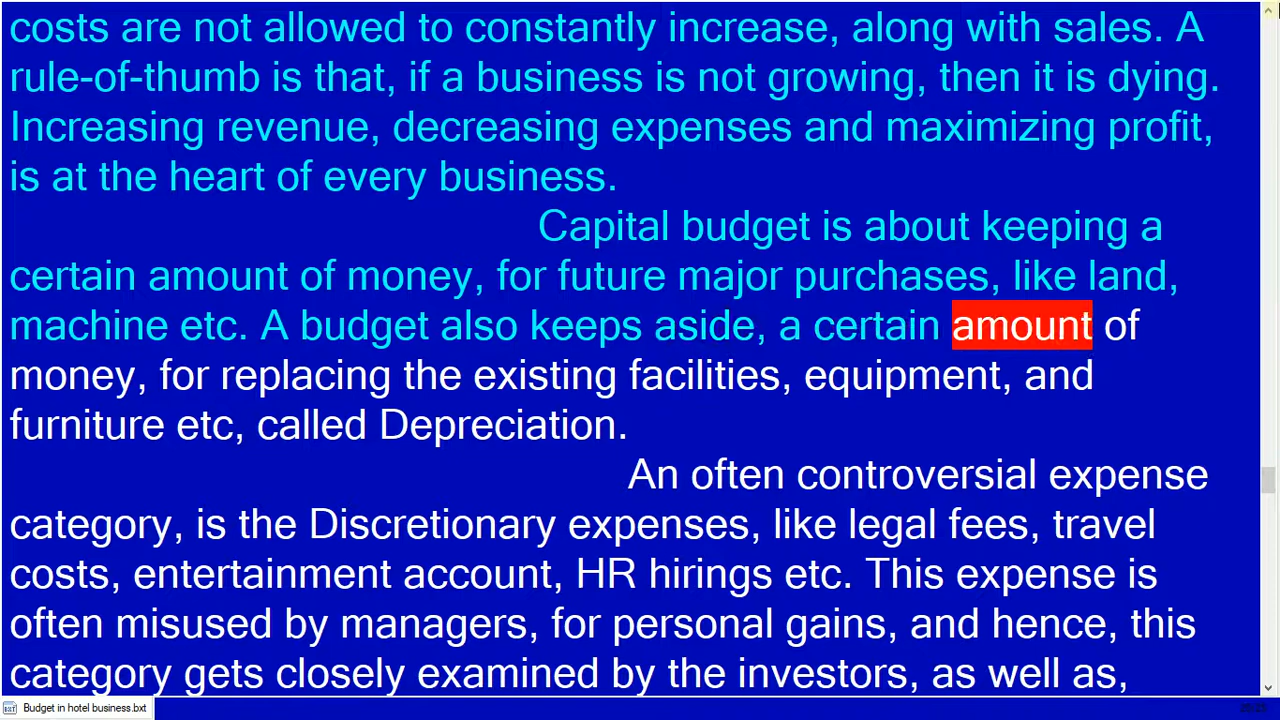 costs are not allowed to constantly increase, along with sales. A
rule-of-thumb is that, if a business is not growing, then it is dying.
Increasing revenue, decreasing expenses and maximizing profit,
is at the heart of every business.
Capital budget is about keeping a
certain amount of money, for future major purchases, like land,
machine etc. A budget also keeps aside, a certain amount of
money, for replacing the existing facilities, equipment, and
furniture etc, called Depreciation.
An often controversial expense
category, is the Discretionary expenses, like legal fees, travel
costs, entertainment account, HR hirings etc. This expense is
often misused by managers, for personal gains, and hence, this
category gets closely examined by the investors, as well as,
Budget in hotel business.bxt